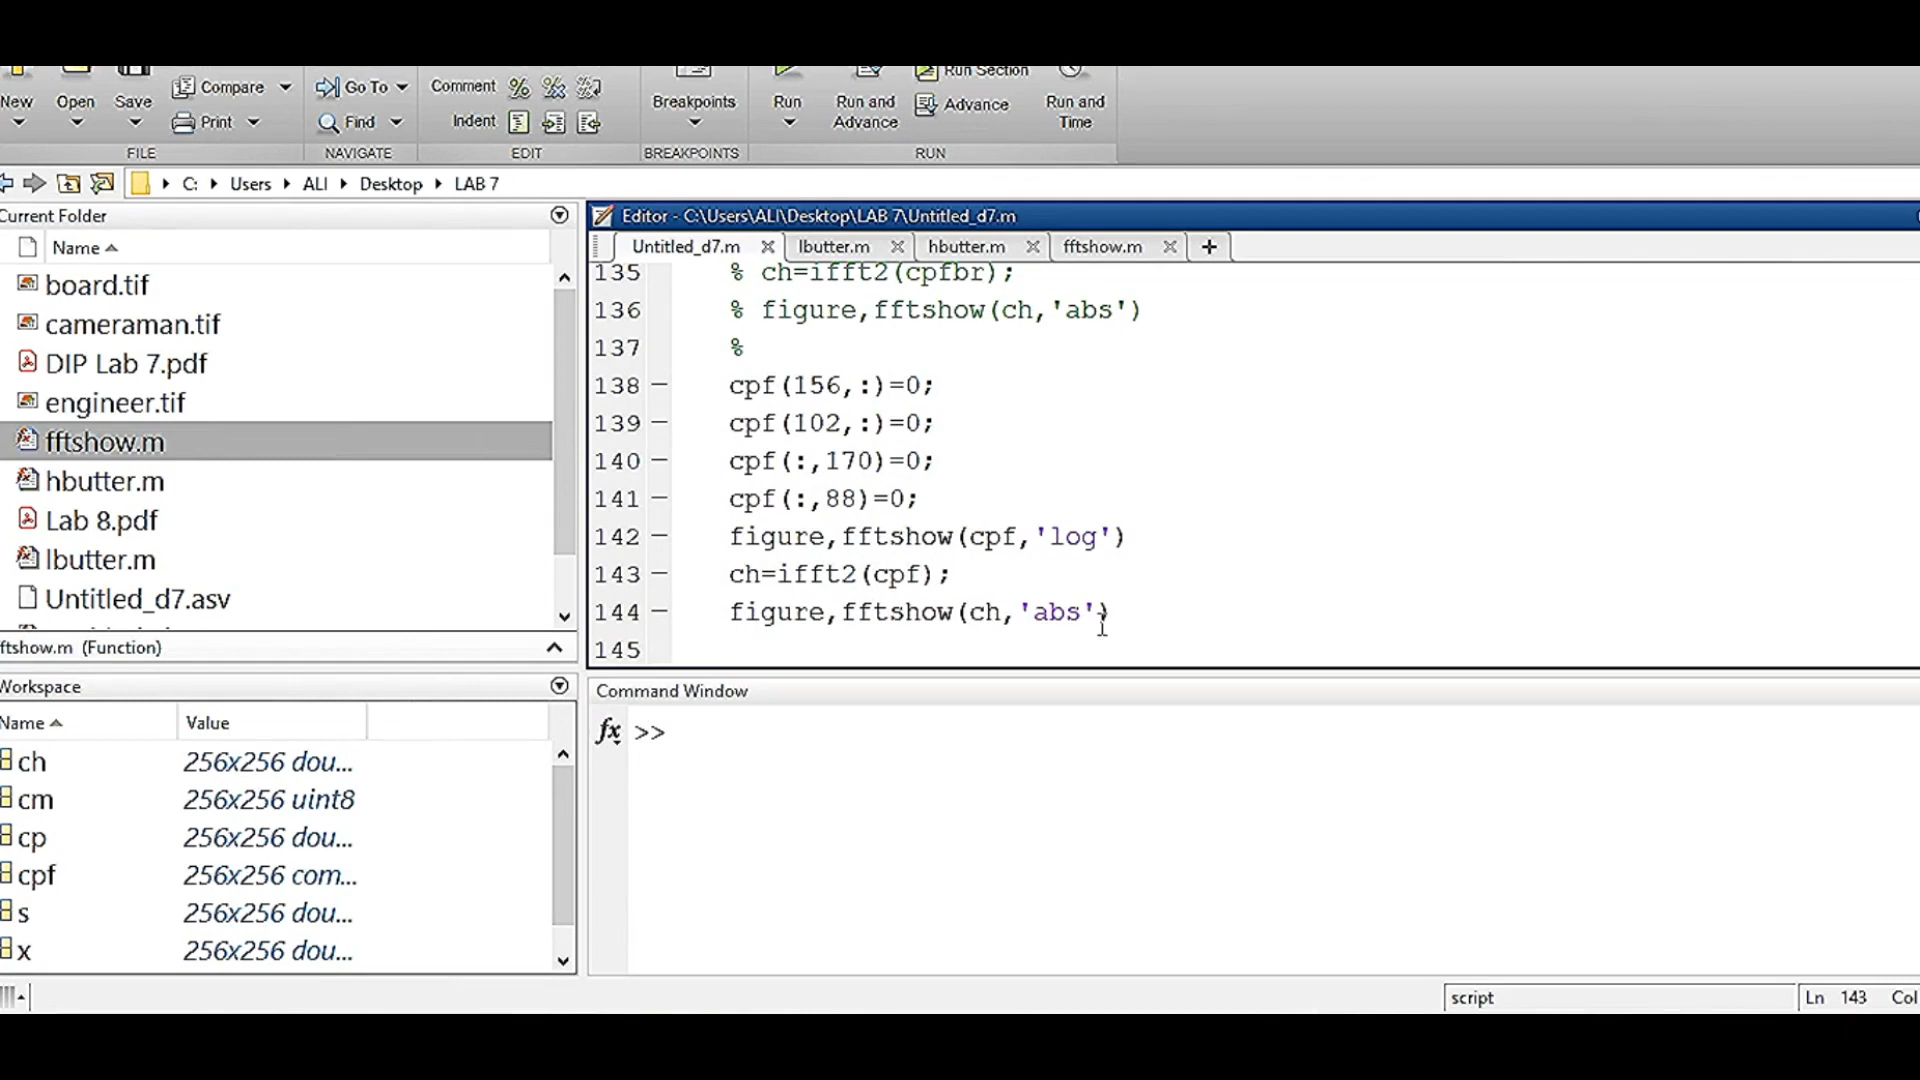 New
Open
Save
Compare
Print
FILE
Go To
Find
NAVIGATE
Comment
Indent
EDIT
Breakpoints
BREAKPOINTS
Run
Run and
Advance
Run Section
Advance
Run and
Time
RUN
C: Users ALI Desktop LAB 7
Current Folder
Name
board.tif
cameraman.tif
DIP Lab 7.pdf
engineer.tif
fftshow.m
hbutter.m
Lab 8.pdf
lbutter.m
Untitled_d7.asv
ftshow.m (Function)
Workspace
Name Value
ch 256x256 dou...
cm 256x256 uint8
cp 256x256 dou...
cpf 256x256 com...
s 256x256 dou...
x 256x256 dou...
Editor - C:\Users\ALI\Desktop\LAB 7\Untitled_d7.m
Untitled_d7.m lbutter.m hbutter.m fftshow.m
135 % ch=ifft2(cpfbr);
136 % figure,fftshow(ch,'abs')
137 %
138 cpf(156,:)=0;
139 cpf(102,:)=0;
140 cpf(:,170)=0;
141 cpf(:,88)=0;
142 figure,fftshow(cpf,'log')
143 ch=ifft2(cpf);
144 figure,fftshow(ch,'abs')
145
Command Window
fx >>
script
Ln 143 Col